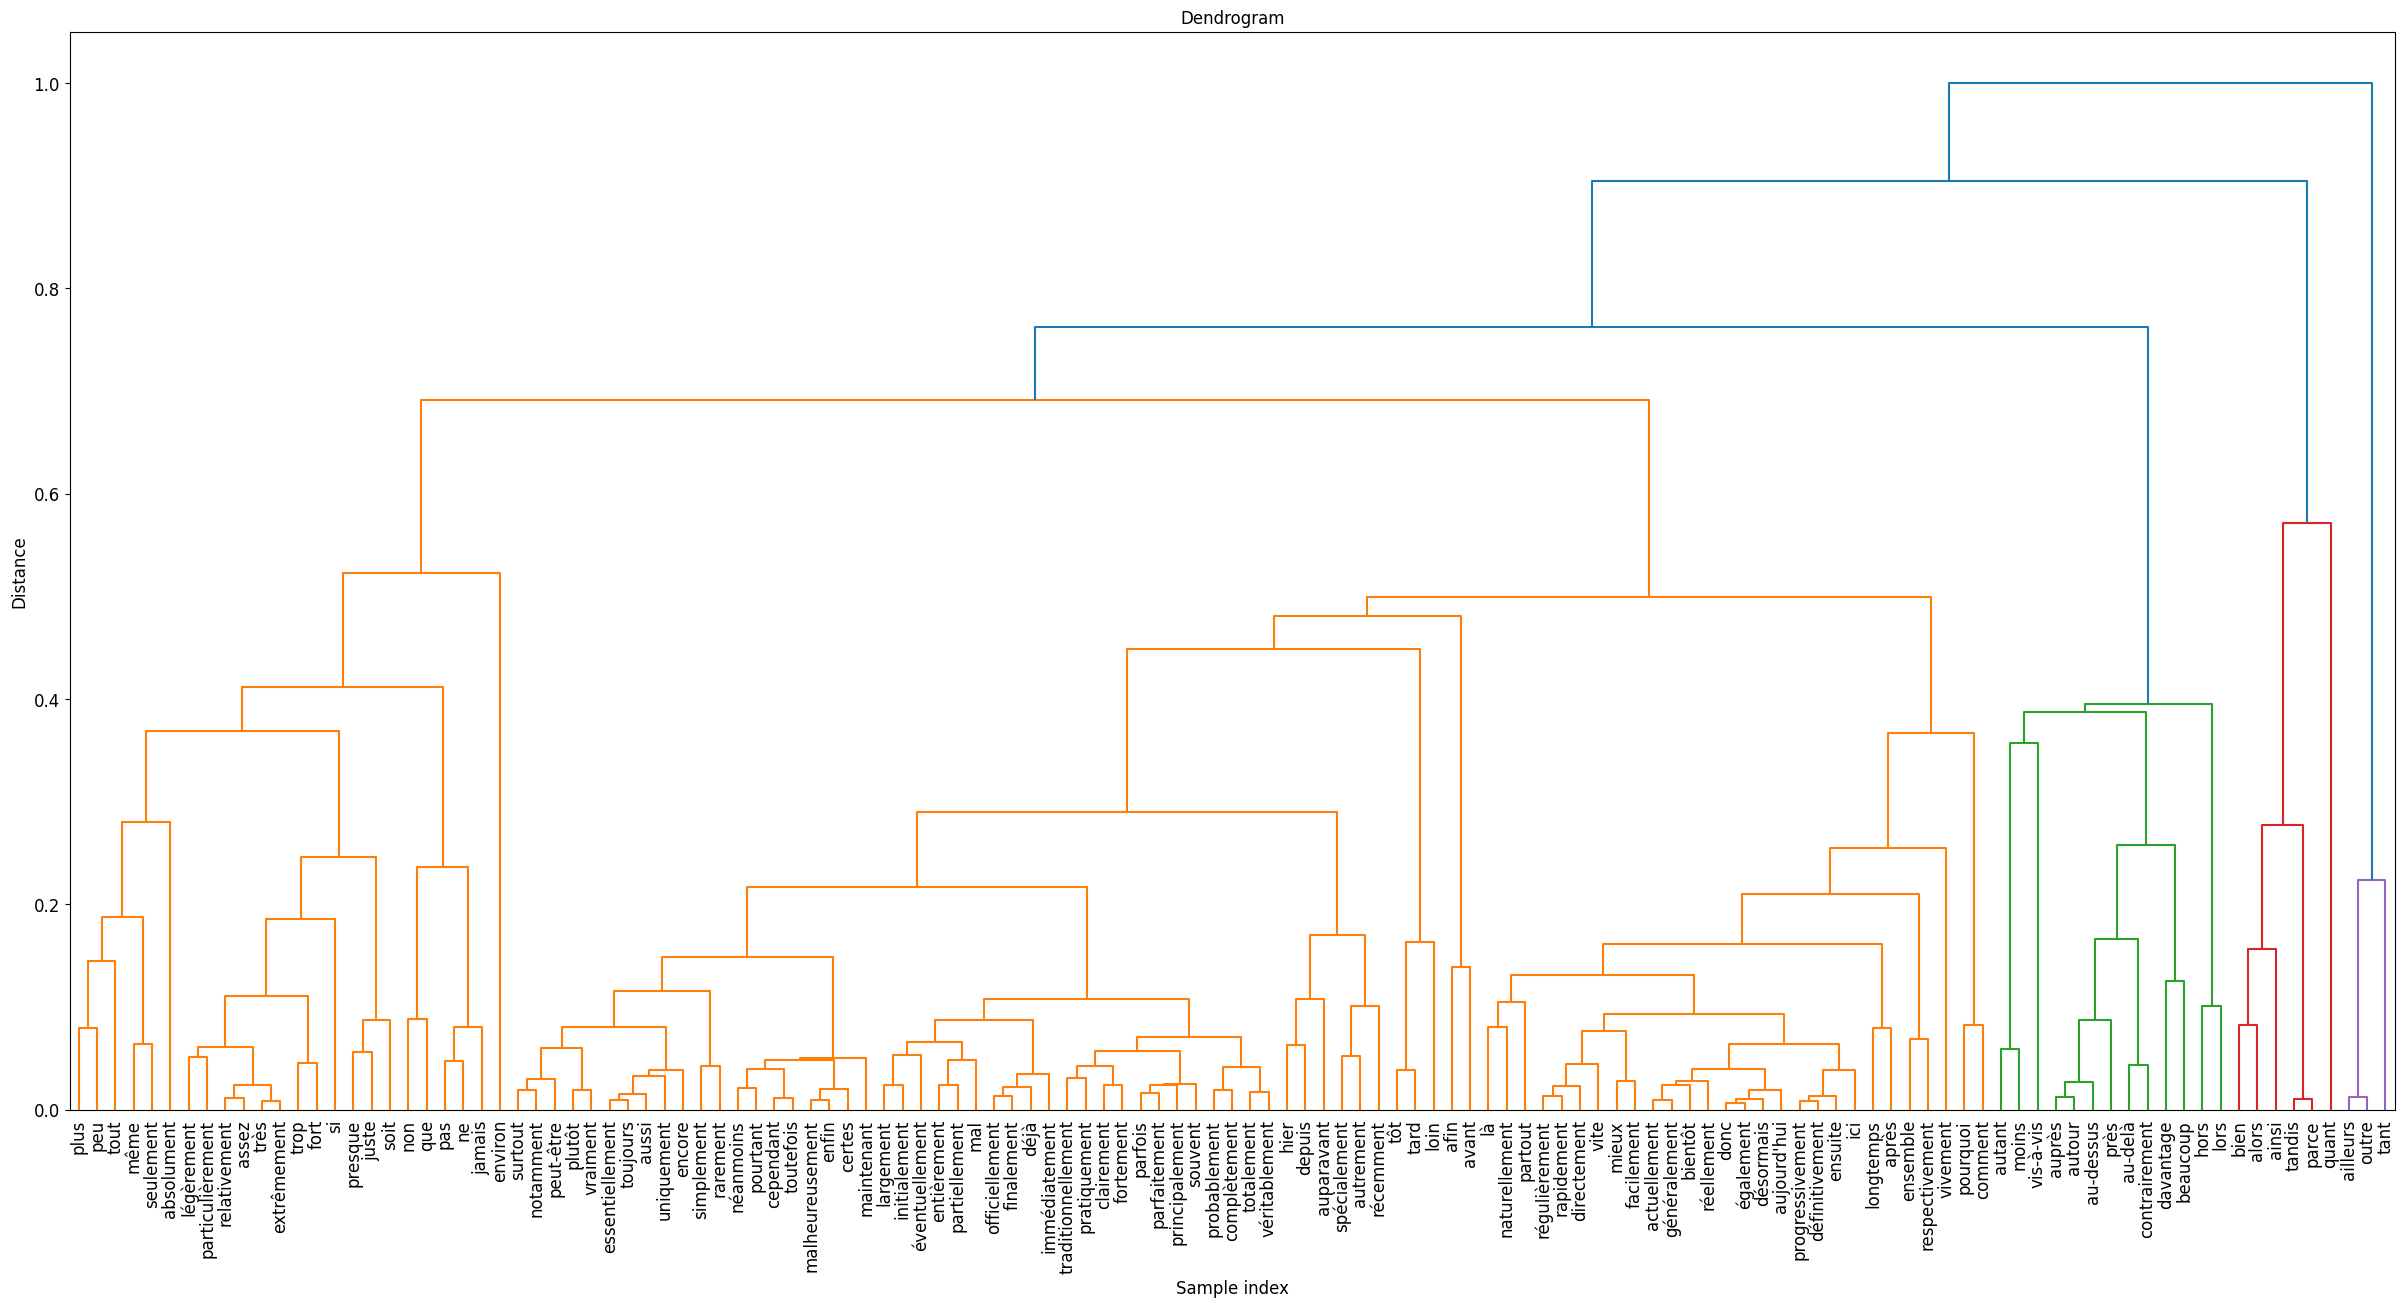 Dendrogram
Distance
1.0
0.8
0.6
0.4
0.2
0.0
plus
peu
tout
même
seulement
absolument
légèrement
particulièrement
relativement
assez
très
extrêmement
trop
fort
si
presque
juste
soit
non
que
pas
ne
jamais
environ
surtout
notamment
peut-être
plutôt
vraiment
essentiellement
toujours
aussi
uniquement
encore
simplement
rarement
néanmoins
pourtant
cependant
toutefois
malheureusement
enfin
certes
maintenant
largement
initialement
éventuellement
entièrement
partiellement
mal
officiellement
finalement
déjà
immédiatement
traditionnellement
pratiquement
clairement
fortement
parfois
parfaitement
principalement
souvent
probablement
complètement
totalement
véritablement
hier
depuis
auparavant
spécialement
autrement
récemment
tôt
tard
loin
afin
avant
là
naturellement
partout
régulièrement
rapidement
directement
vite
mieux
facilement
actuellement
généralement
bientôt
réellement
donc
également
désormais
aujourd'hui
progressivement
définitivement
ensuite
ici
longtemps
après
ensemble
respectivement
vivement
pourquoi
comment
autant
moins
vis-à-vis
auprès
autour
au-dessus
près
au-delà
contrairement
davantage
beaucoup
hors
lors
bien
alors
ainsi
tandis
parce
quant
ailleurs
outre
tant
Sample index